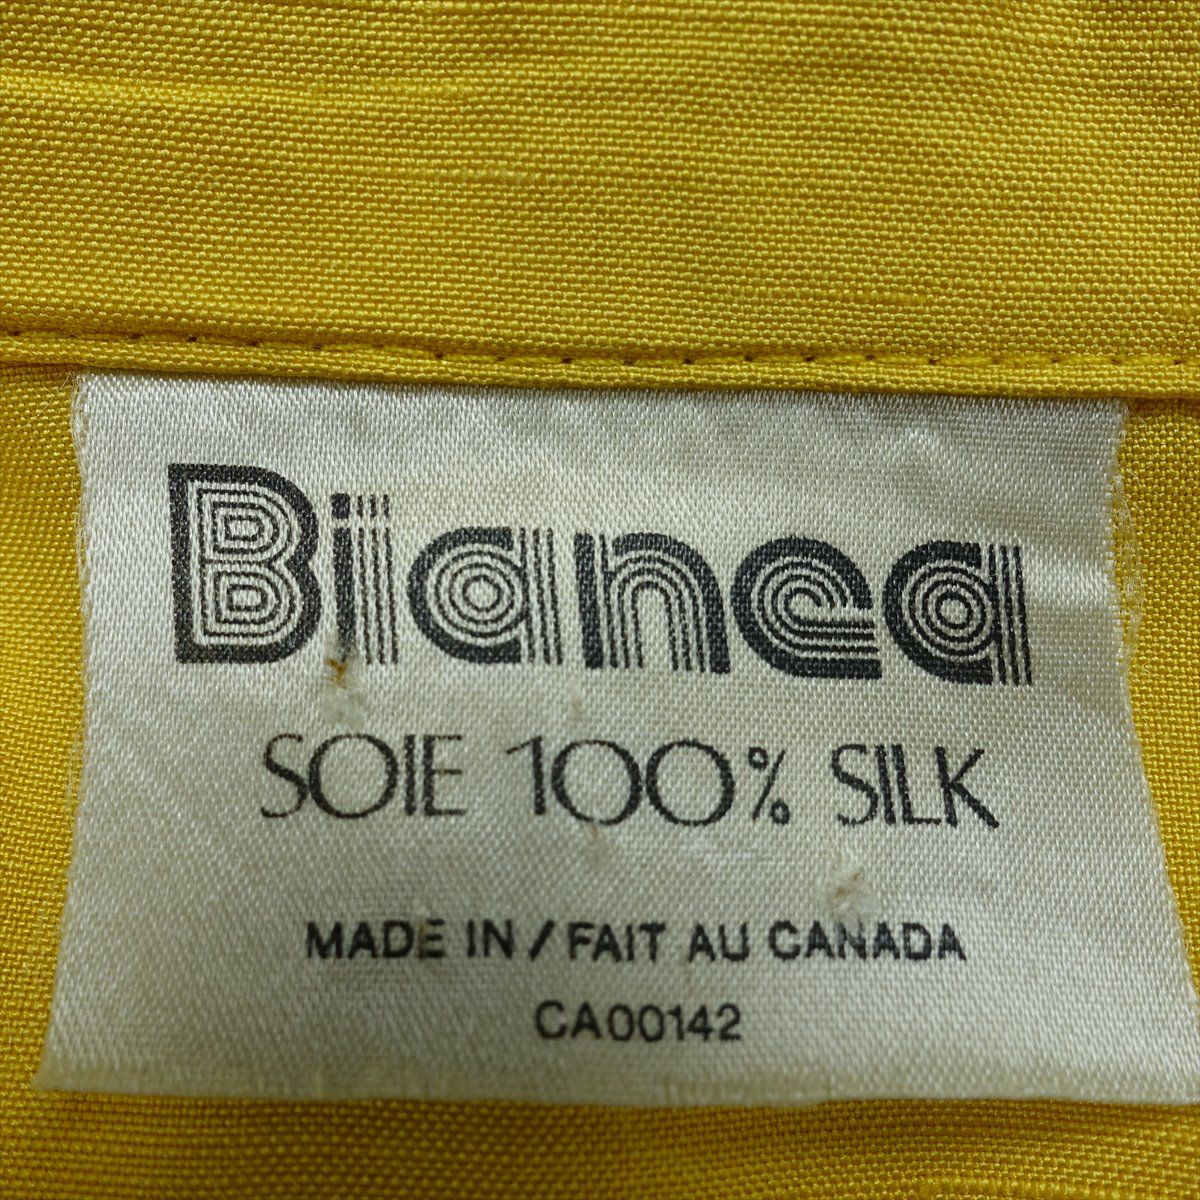 Bianca
SOIE 100% SILK
MADE IN / FAIT AU CANADA
CA00142